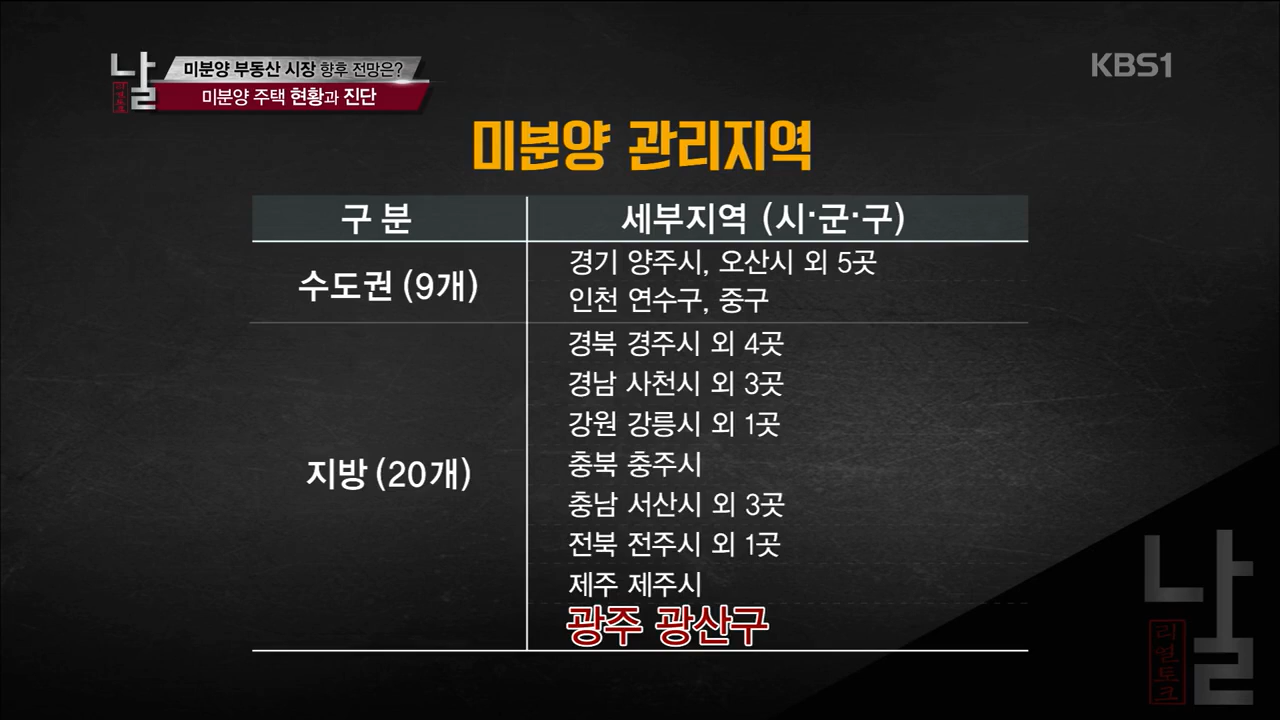 미분양 부동산 시장 향후 전망은?
미분양 주택 현황과 진단
날
리얼토크
KBS1
미분양 관리지역
구 분
세부지역 (시·군·구)
수도권 (9개)
경기 양주시, 오산시 외 5곳
인천 연수구, 중구
지방 (20개)
경북 경주시 외 4곳
경남 사천시 외 3곳
강원 강릉시 외 1곳
충북 충주시
충남 서산시 외 3곳
전북 전주시 외 1곳
제주 제주시
광주 광산구
날
리얼토크